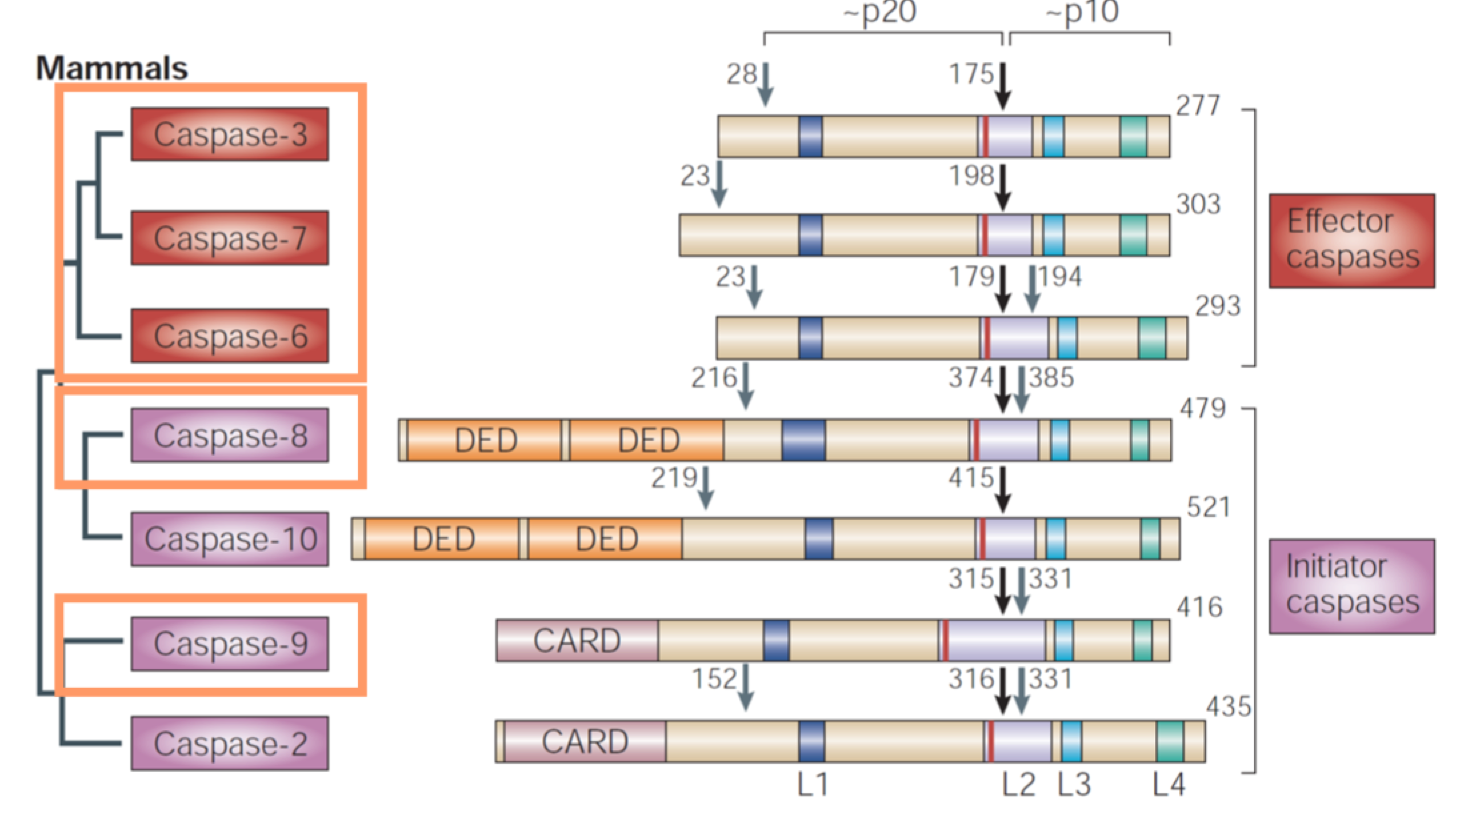 ~p20 ~p10
Mammals
28 175
277
Caspase-3
23 198
303
Caspase-7
Effector
caspases
23 179 194
293
Caspase-6
216 374 385
479
Caspase-8 DED DED
219 415
521
Caspase-10 DED DED
Initiator
caspases
315 331
416
Caspase-9 CARD
152 316 331
435
Caspase-2 CARD
L1 L2 L3 L4